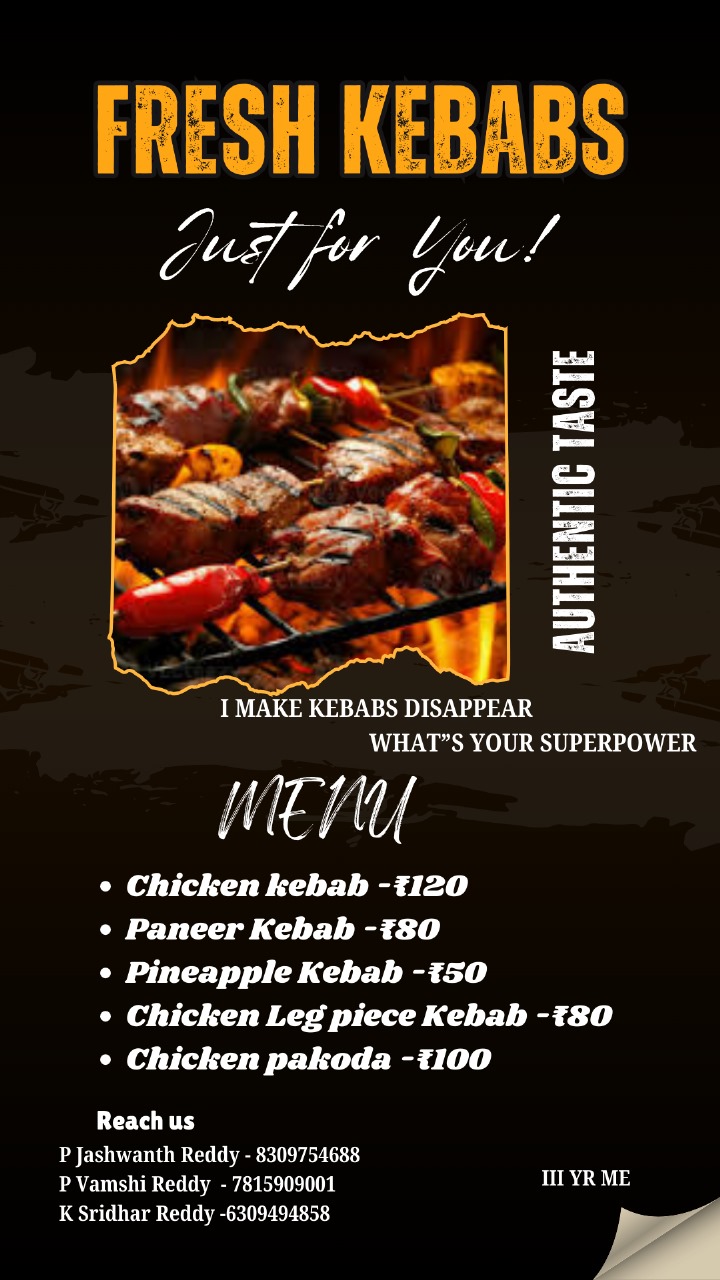 FRESH KEBABS
Just for You!
AUTHENTIC TASTE
I MAKE KEBABS DISAPPEAR
WHAT”S YOUR SUPERPOWER
MENU
• Chicken kebab -₹120
• Paneer Kebab -₹80
• Pineapple Kebab -₹50
• Chicken Leg piece Kebab -₹80
• Chicken pakoda -₹100
Reach us
P Jashwanth Reddy - 8309754688
P Vamshi Reddy - 7815909001
K Sridhar Reddy -6309494858
III YR ME